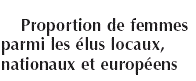 Proportion de femmes
parmi les élus locaux,
nationaux et européens